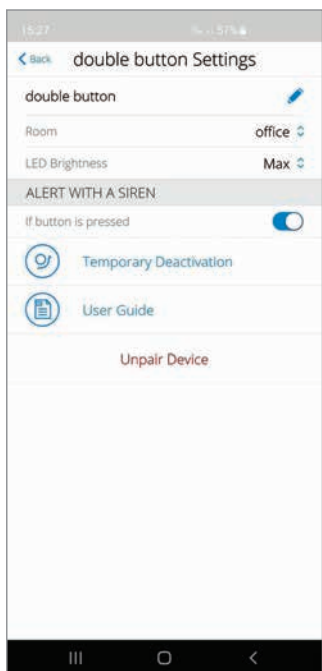 15:27
57%
Back
double button Settings
double button
Room office
LED Brightness Max
ALERT WITH A SIREN
If button is pressed
Temporary Deactivation
User Guide
Unpair Device